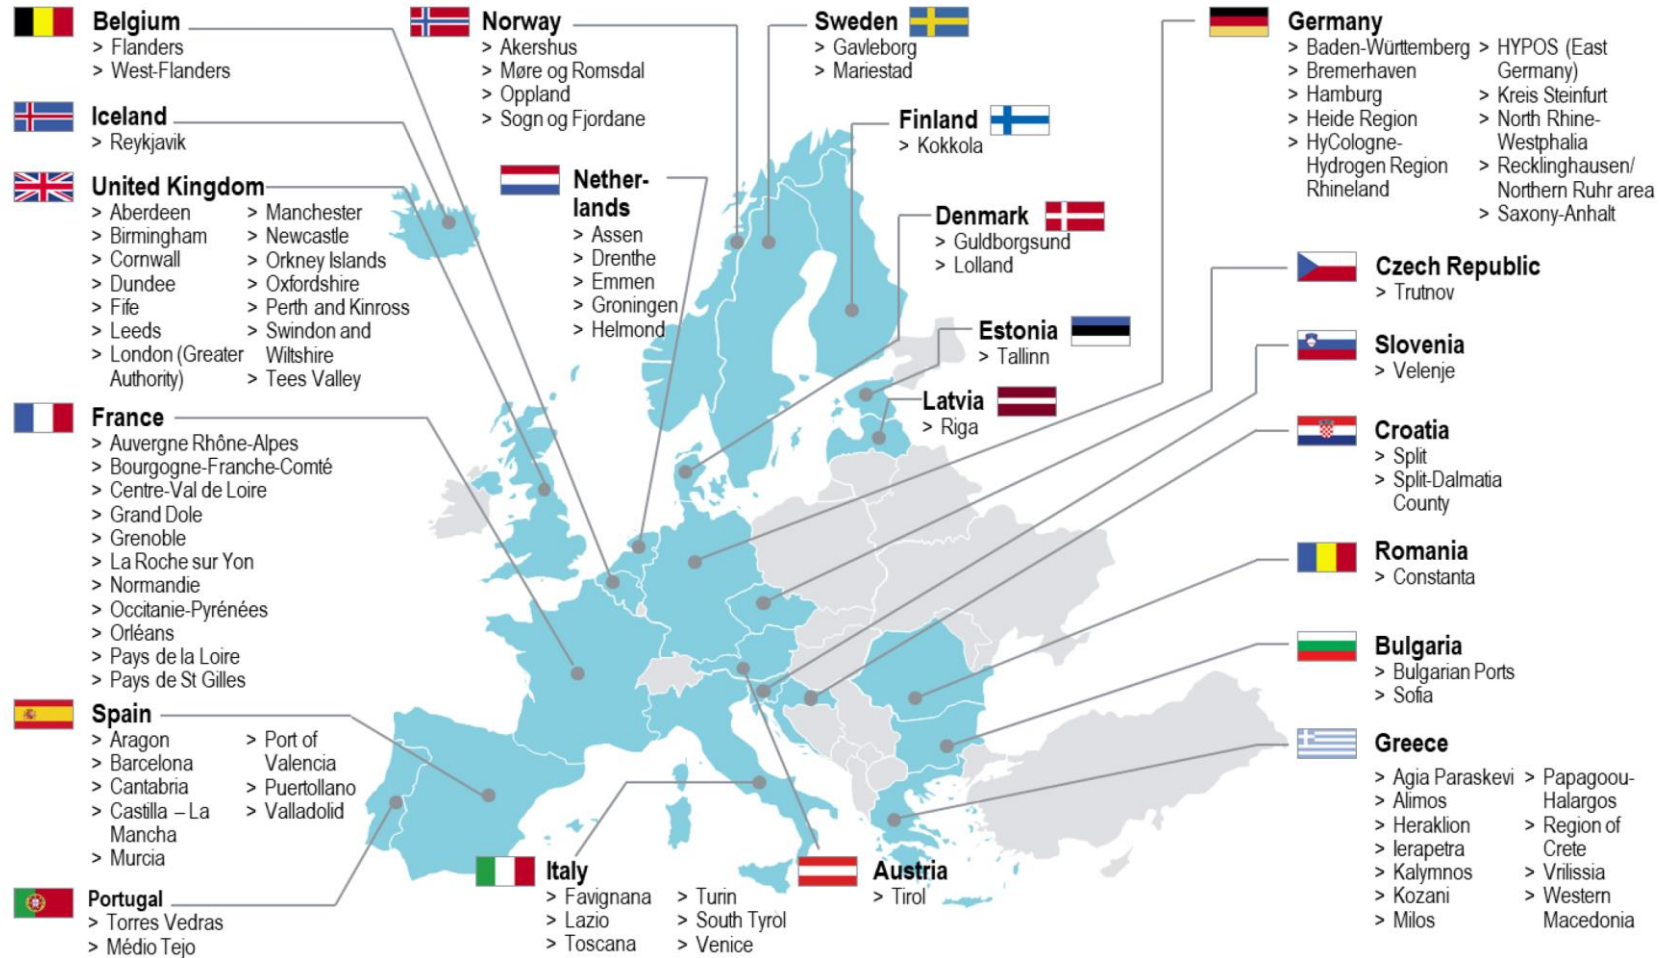 Belgium
> Flanders
> West-Flanders
Iceland
> Reykjavik
United Kingdom
> Aberdeen
> Birmingham
> Cornwall
> Dundee
> Fife
> Leeds
> London (Greater
Authority)
> Manchester
> Newcastle
> Orkney Islands
> Oxfordshire
> Perth and Kinross
> Swindon and
Wiltshire
> Tees Valley
France
> Auvergne Rhône-Alpes
> Bourgogne-Franche-Comté
> Centre-Val de Loire
> Grand Dole
> Grenoble
> La Roche sur Yon
> Normandie
> Occitanie-Pyrénées
> Orléans
> Pays de la Loire
> Pays de St Gilles
Spain
> Aragon
> Barcelona
> Cantabria
> Castilla – La
Mancha
> Murcia
> Port of
Valencia
> Puertollano
> Valladolid
Portugal
> Torres Vedras
> Médio Tejo
Norway
> Akershus
> Møre og Romsdal
> Oppland
> Sogn og Fjordane
Nether-
lands
> Assen
> Drenthe
> Emmen
> Groningen
> Helmond
Sweden
> Gavleborg
> Mariestad
Finland
> Kokkola
Denmark
> Guldborgsund
> Lolland
Estonia
> Tallinn
Latvia
> Riga
Italy
> Favignana
> Lazio
> Toscana
> Turin
> South Tyrol
> Venice
Austria
> Tirol
Germany
> Baden-Württemberg
> Bremerhaven
> Hamburg
> Heide Region
> HyCologne-
Hydrogen Region
Rhineland
> HYPOS (East
Germany)
> Kreis Steinfurt
> North Rhine-
Westphalia
> Recklinghausen/
Northern Ruhr area
> Saxony-Anhalt
Czech Republic
> Trutnov
Slovenia
> Velenje
Croatia
> Split
> Split-Dalmatia
County
Romania
> Constanta
Bulgaria
> Bulgarian Ports
> Sofia
Greece
> Agia Paraskevi
> Alimos
> Heraklion
> Ierapetra
> Kalymnos
> Kozani
> Milos
> Papagoou-
Halargos
> Region of
Crete
> Vrilissia
> Western
Macedonia